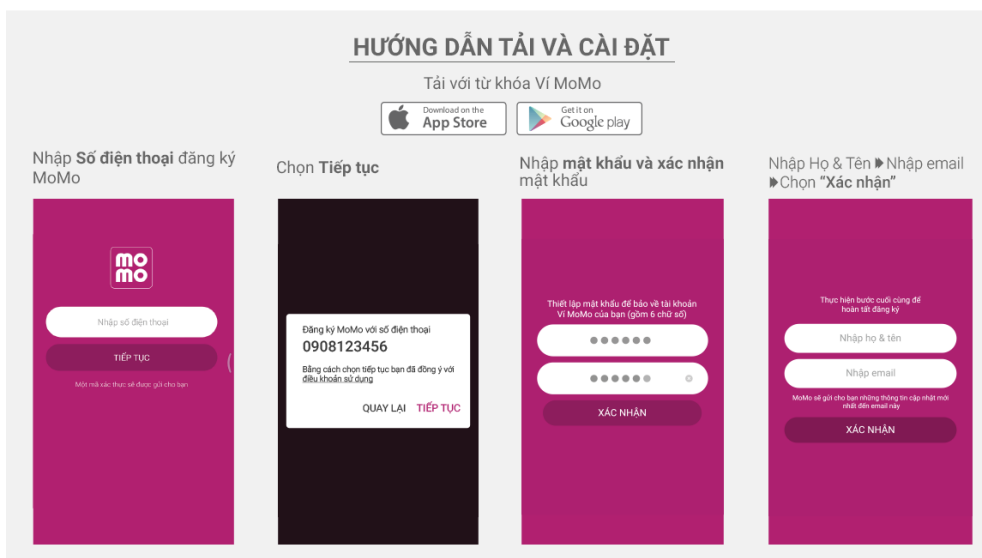 HƯỚNG DẪN TẢI VÀ CÀI ĐẶT
Tải với từ khóa Ví MoMo
Download on the
App Store
Get it on
Google play
Nhập Số điện thoại đăng ký
MoMo
mo
mo
Nhập số điện thoại
TIẾP TỤC
Một mã xác thực sẽ được gửi cho bạn
Chọn Tiếp tục
Đăng ký MoMo với số điện thoại
0908123456
Bằng cách chọn tiếp tục bạn đã đồng ý với
điều khoản sử dụng
QUAY LẠI TIẾP TỤC
Nhập mật khẩu và xác nhận
mật khẩu
Thiết lập mật khẩu để bảo vệ tài khoản
Ví MoMo của bạn (gồm 6 chữ số)
XÁC NHẬN
Nhập Họ & Tên Nhập email
Chọn “Xác nhận”
Thực hiện bước cuối cùng để
hoàn tất đăng ký
Nhập họ & tên
Nhập email
MoMo sẽ gửi cho bạn những thông tin cập nhật mới
nhất đến email này
XÁC NHẬN